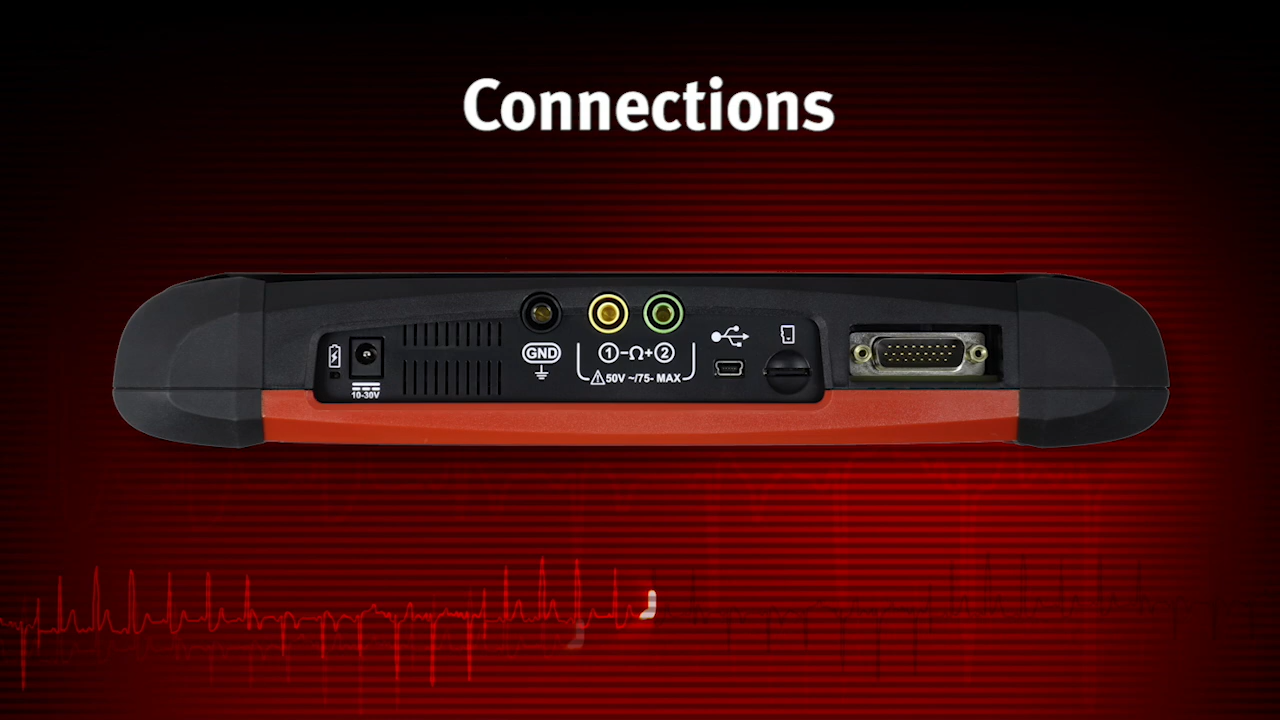 Connections
GND
①–Ω+②
⚠50V ~/75- MAX
10-30V